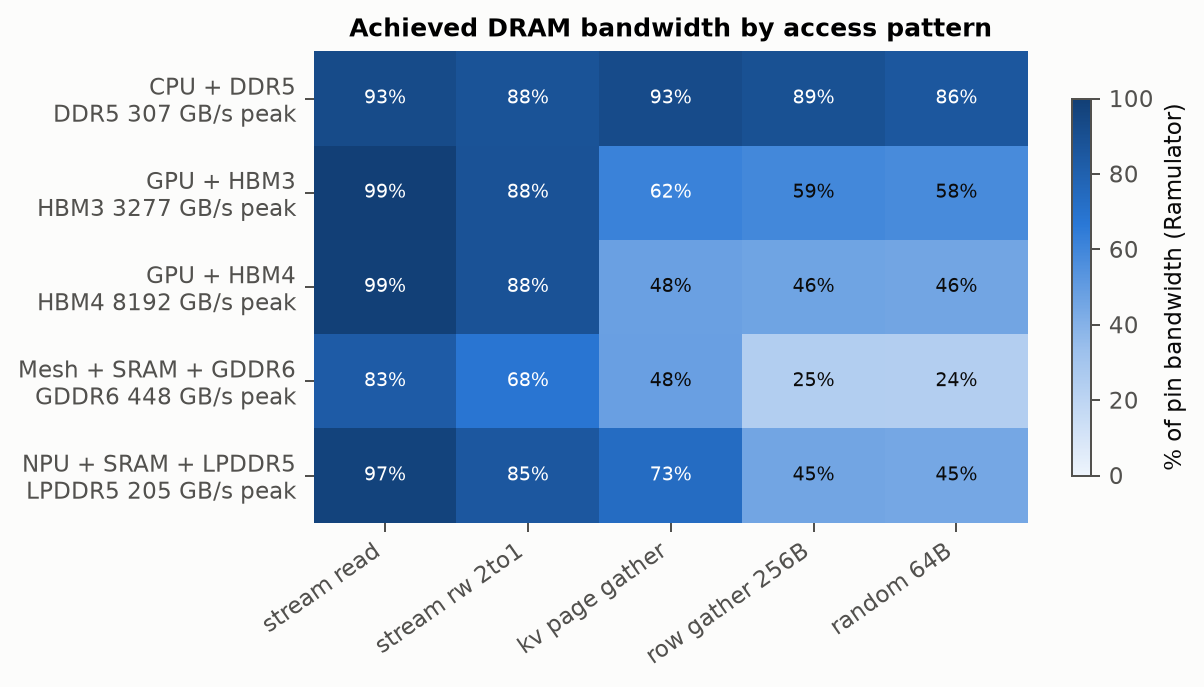 Achieved DRAM bandwidth by access pattern
CPU + DDR5
DDR5 307 GB/s peak
93% 88% 93% 89% 86%
GPU + HBM3
HBM3 3277 GB/s peak
99% 88% 62% 59% 58%
GPU + HBM4
HBM4 8192 GB/s peak
99% 88% 48% 46% 46%
Mesh + SRAM + GDDR6
GDDR6 448 GB/s peak
83% 68% 48% 25% 24%
NPU + SRAM + LPDDR5
LPDDR5 205 GB/s peak
97% 85% 73% 45% 45%
stream read
stream rw 2to1
kv page gather
row gather 256B
random 64B
100
80
60
40
20
0
% of pin bandwidth (Ramulator)